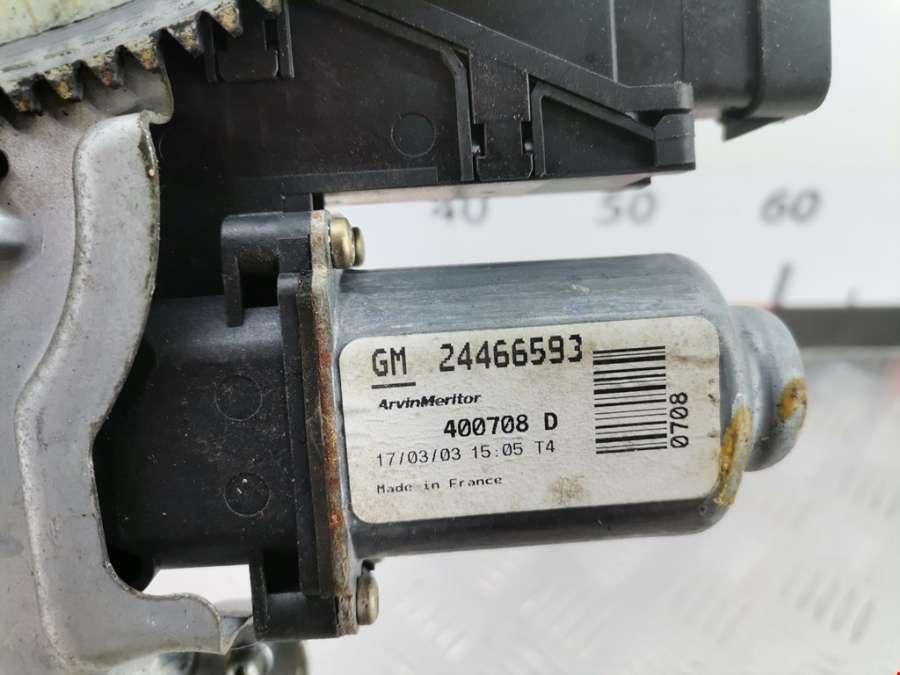 40 50 60
GM 24466593
ArvinMeritor
400708 D
17/03/03 15:05 T4
Made in France
0708